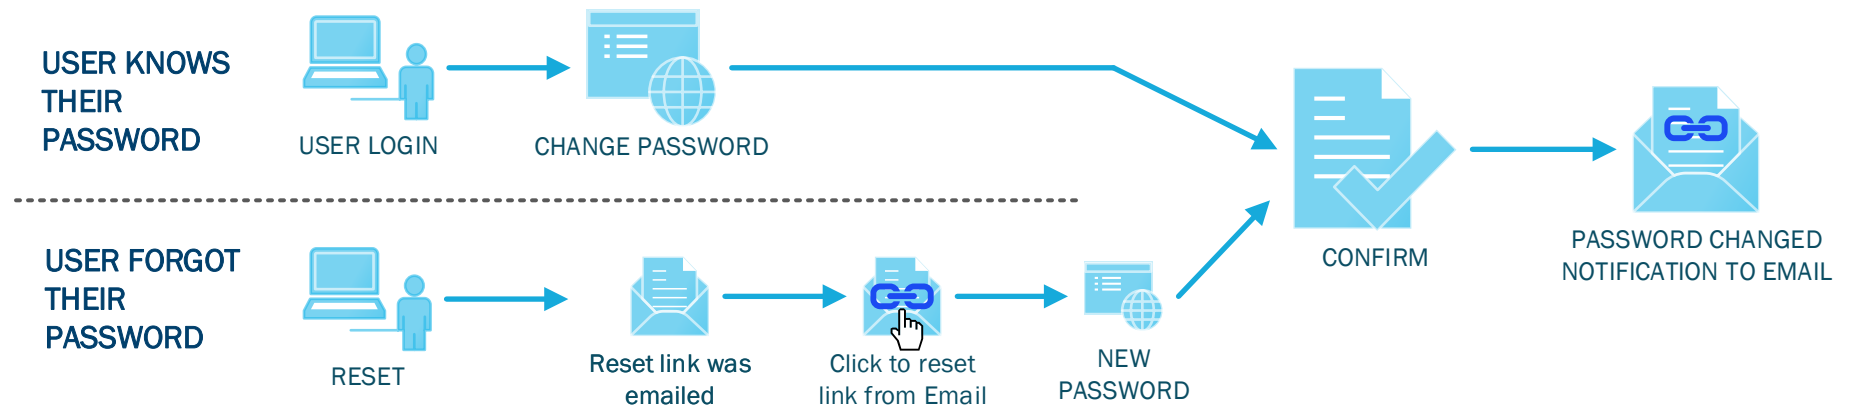 USER KNOWS
THEIR
PASSWORD
USER LOGIN
CHANGE PASSWORD
CONFIRM
PASSWORD CHANGED
NOTIFICATION TO EMAIL
USER FORGOT
THEIR
PASSWORD
RESET
Reset link was
emailed
Click to reset
link from Email
NEW
PASSWORD